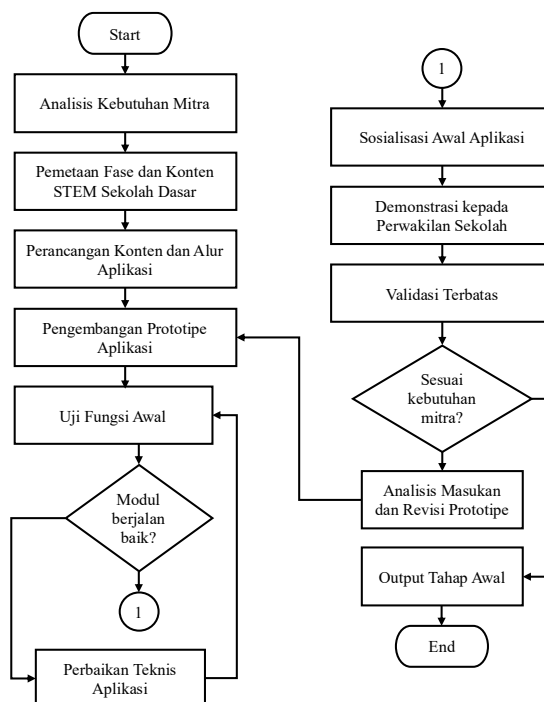 Start
Analisis Kebutuhan Mitra
Pemetaan Fase dan Konten
STEM Sekolah Dasar
Perancangan Konten dan Alur
Aplikasi
Pengembangan Prototipe
Aplikasi
Uji Fungsi Awal
Modul
berjalan
baik?
1
Perbaikan Teknis
Aplikasi
1
Sosialisasi Awal Aplikasi
Demonstrasi kepada
Perwakilan Sekolah
Validasi Terbatas
Sesuai
kebutuhan
mitra?
Analisis Masukan
dan Revisi Prototipe
Output Tahap Awal
End